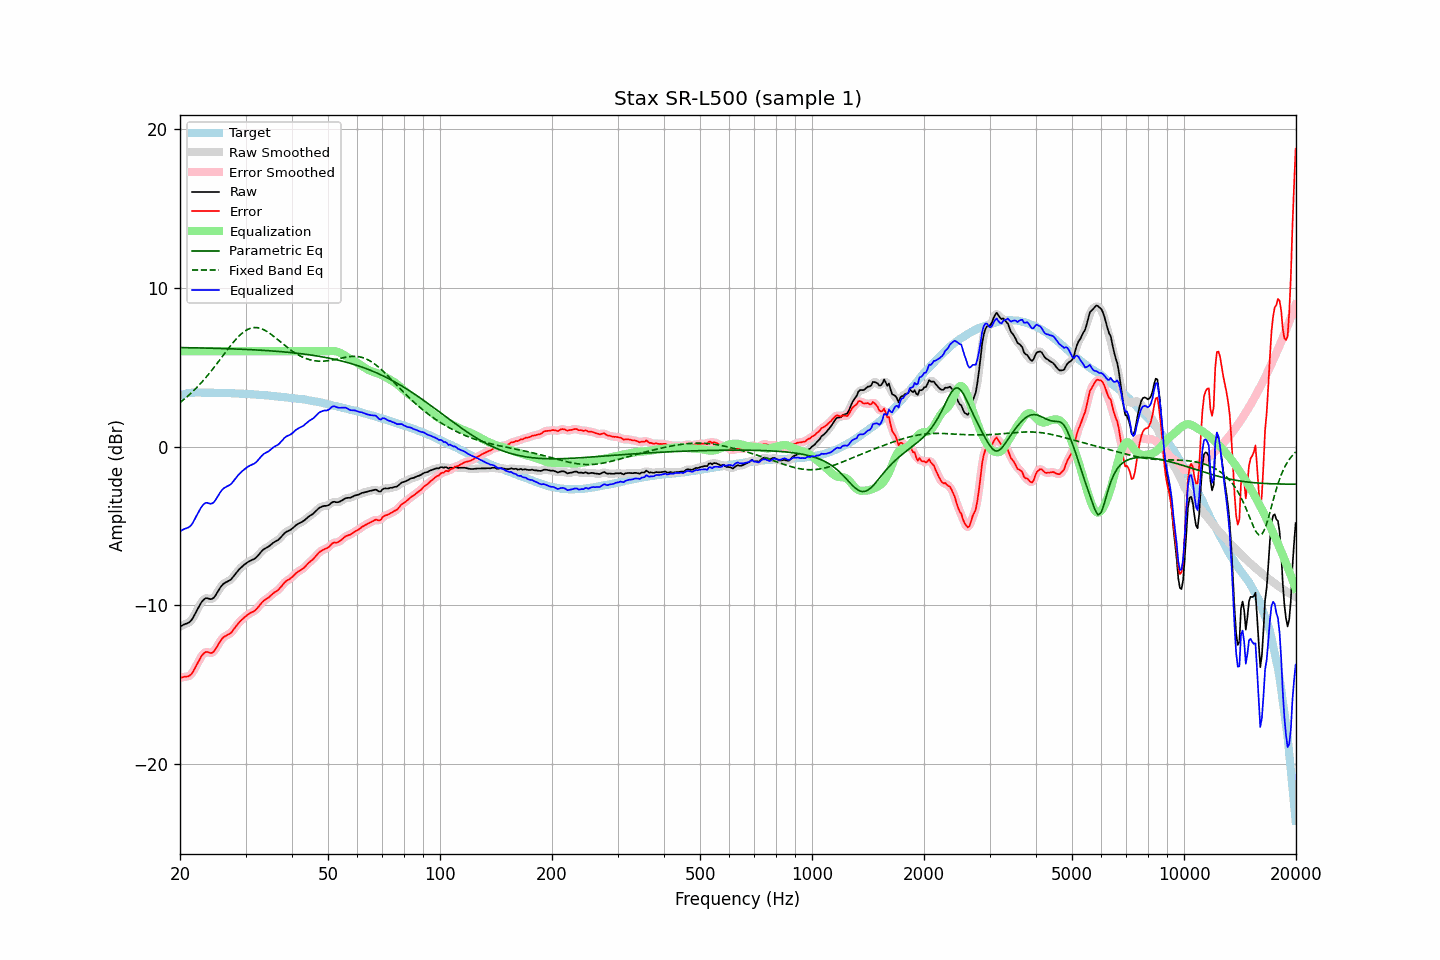 Stax SR-L500 (sample 1)
Target
Raw Smoothed
Error Smoothed
Raw
Error
Equalization
Parametric Eq
Fixed Band Eq
Equalized
20
10
0
−10
−20
Amplitude (dBr)
20
50
100
200
500
1000
2000
5000
10000
20000
Frequency (Hz)